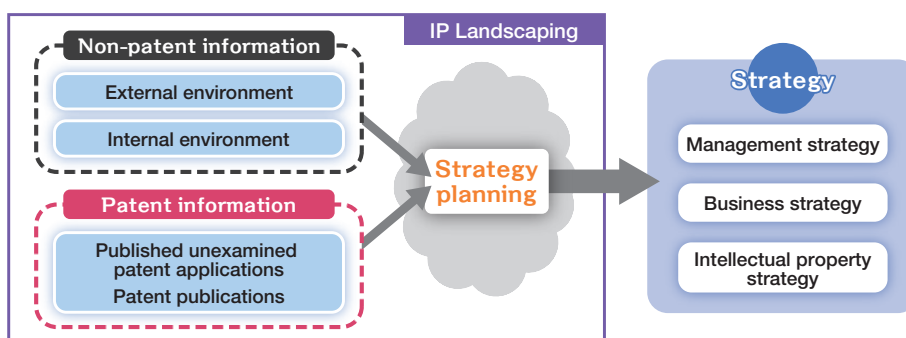 IP Landscaping
Non-patent information
External environment
Internal environment
Patent information
Published unexamined
patent applications
Patent publications
Strategy
planning
Strategy
Management strategy
Business strategy
Intellectual property
strategy